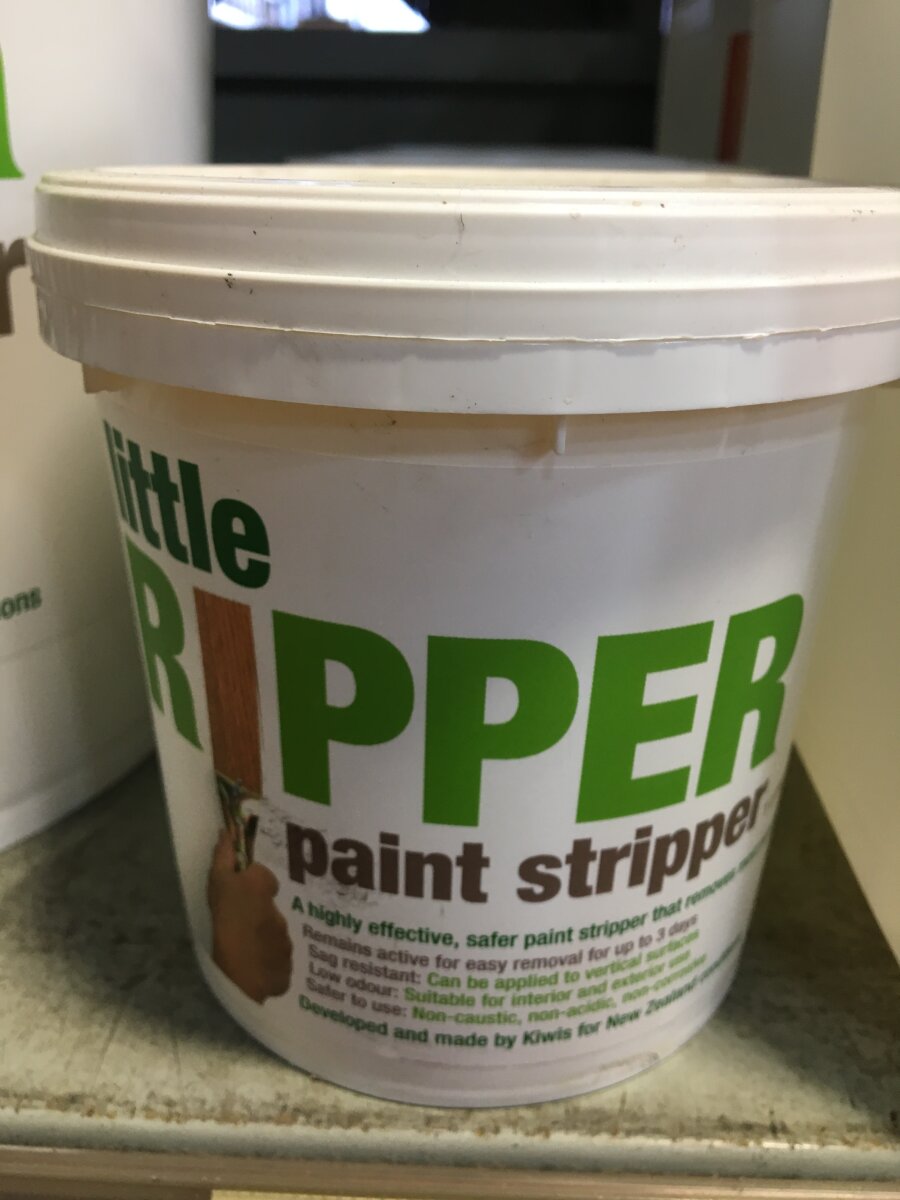 little
RIPPER
paint stripper
A highly effective, safer paint stripper that removes
Remains active for easy removal for up to 3 days
Sag resistant: Can be applied to vertical surfaces
Low odour: Suitable for interior and exterior use
Safer to use: Non-caustic, non-acidic, non-corrosive
Developed and made by Kiwis for New Zealand
ons
r